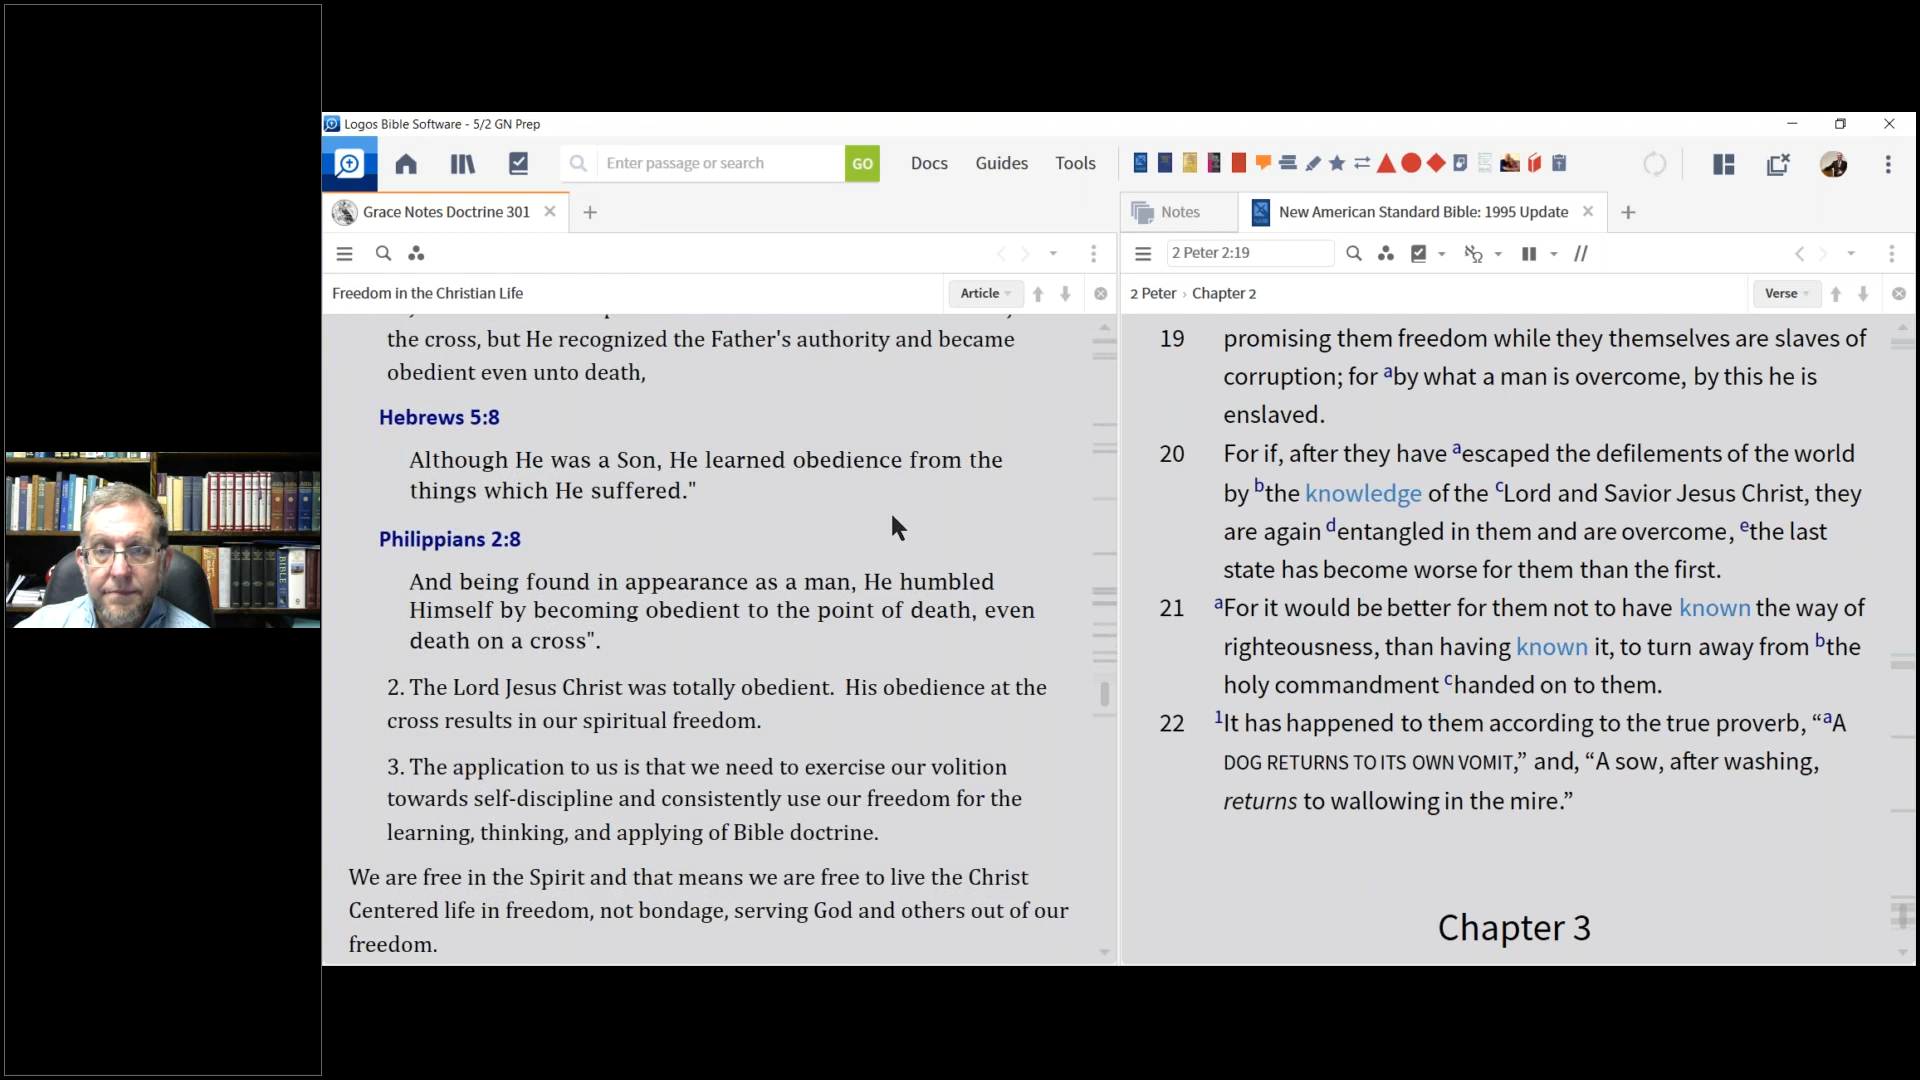 Logos Bible Software - 5/2 GN Prep
Enter passage or search
GO
Docs
Guides
Tools
Grace Notes Doctrine 301
Notes
New American Standard Bible: 1995 Update
2 Peter 2:19
Freedom in the Christian Life
Article
2 Peter › Chapter 2
Verse
the cross, but He recognized the Father's authority and became
obedient even unto death,
Hebrews 5:8
Although He was a Son, He learned obedience from the
things which He suffered."
Philippians 2:8
And being found in appearance as a man, He humbled
Himself by becoming obedient to the point of death, even
death on a cross".
2. The Lord Jesus Christ was totally obedient.  His obedience at the
cross results in our spiritual freedom.
3. The application to us is that we need to exercise our volition
towards self-discipline and consistently use our freedom for the
learning, thinking, and applying of Bible doctrine.
We are free in the Spirit and that means we are free to live the Christ
Centered life in freedom, not bondage, serving God and others out of our
freedom.
19 promising them freedom while they themselves are slaves of
corruption; for aby what a man is overcome, by this he is
enslaved.
20 For if, after they have aescaped the defilements of the world
by bthe knowledge of the cLord and Savior Jesus Christ, they
are again dentangled in them and are overcome, ethe last
state has become worse for them than the first.
21 aFor it would be better for them not to have known the way of
righteousness, than having known it, to turn away from bthe
holy commandment chanded on to them.
22 1It has happened to them according to the true proverb, “aA
DOG RETURNS TO ITS OWN VOMIT,” and, “A sow, after washing,
returns to wallowing in the mire.”
Chapter 3
BIBLE